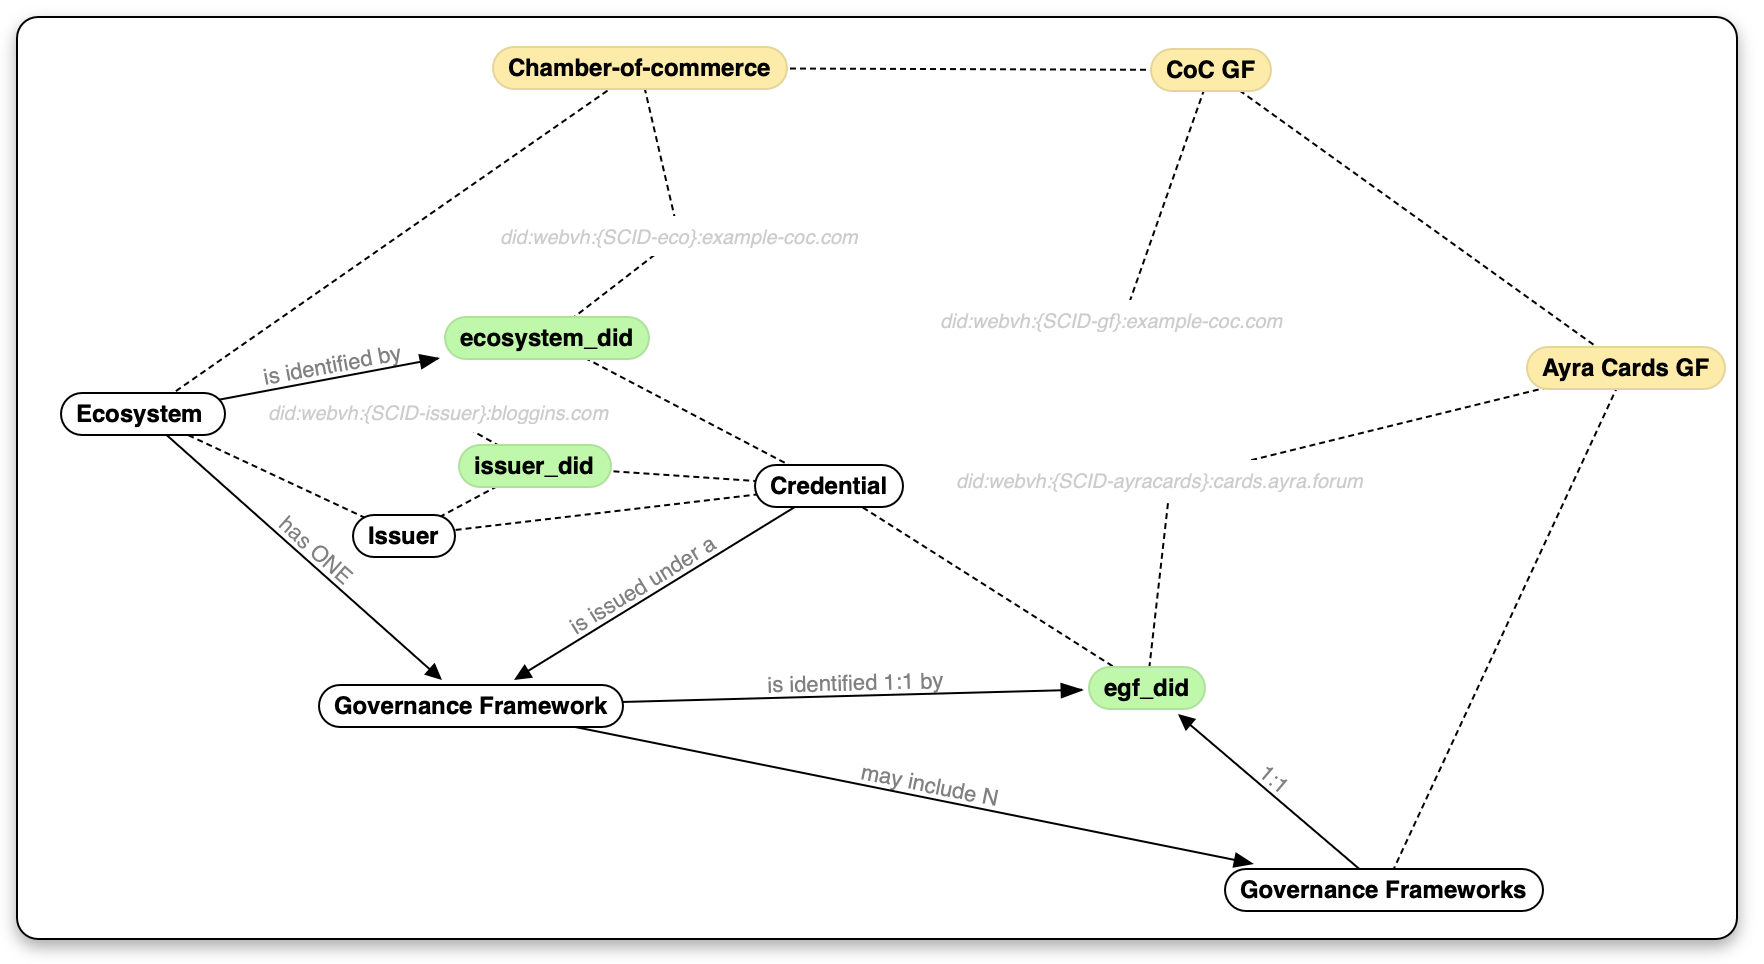 Chamber-of-commerce
CoC GF
did:webvh:{SCID-eco}:example-coc.com
did:webvh:{SCID-gf}:example-coc.com
ecosystem_did
is identified by
Ayra Cards GF
Ecosystem
did:webvh:{SCID-issuer}:bloggins.com
issuer_did
Credential
did:webvh:{SCID-ayracards}:cards.ayra.forum
Issuer
has ONE
is issued under a
Governance Framework
is identified 1:1 by
egf_did
may include N
1:1
Governance Frameworks